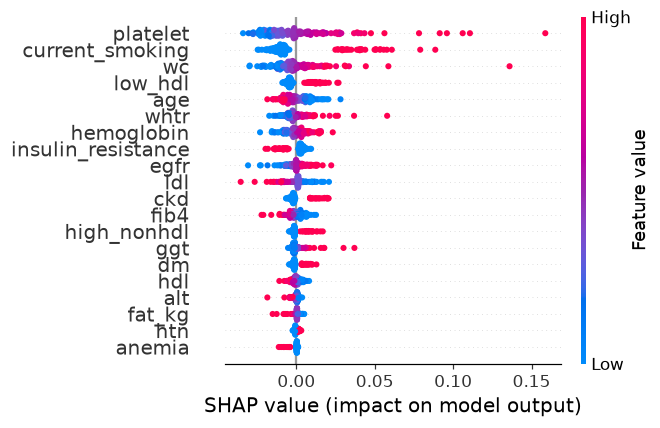 High
platelet
current_smoking
wc
low_hdl
age
whtr
hemoglobin
insulin_resistance
egfr
ldl
ckd
fib4
high_nonhdl
ggt
dm
hdl
alt
fat_kg
htn
anemia
Feature value
Low
0.00 0.05 0.10 0.15
SHAP value (impact on model output)